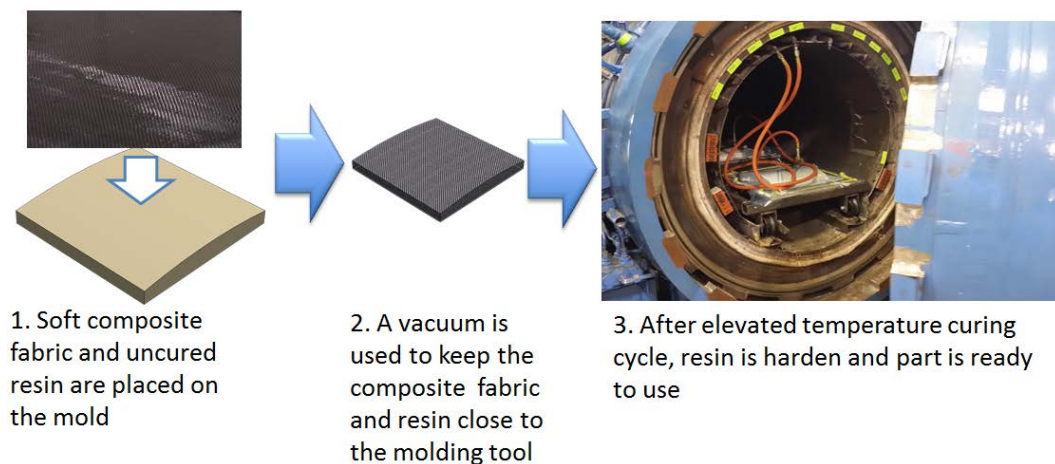 1. Soft composite
fabric and uncured
resin are placed on
the mold
2. A vacuum is
used to keep the
composite fabric
and resin close to
the molding tool
3. After elevated temperature curing
cycle, resin is harden and part is ready
to use